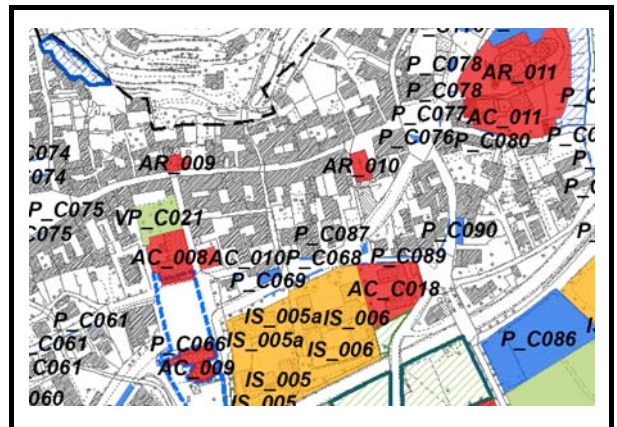 P_C078
AR_011
P_C078
P_C077
AC_011
P_C076
P_C080
C074
074
AR_009
AR_010
P_C075
C075
VP_C021
P_C087
P_C090
AC_008
AC_010
P_C068
P_C089
P_C069
AC_C018
IS_005a
IS_006
P_C061
C061
C061
060
P_C066
IS_005a
IS_006
AC_009
IS_005
IS_005
P_C086